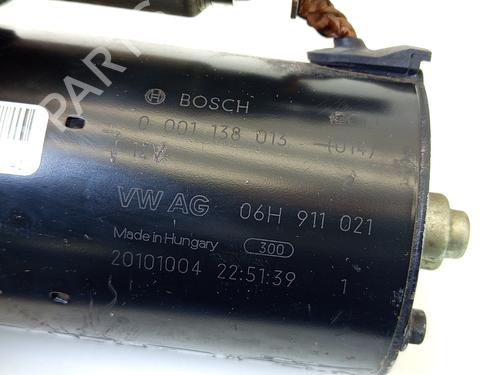 BOSCH
0 001 138 013 (014)
12V
VW AG 06H 911 021
Made in Hungary 300
20101004 22:51:39 1